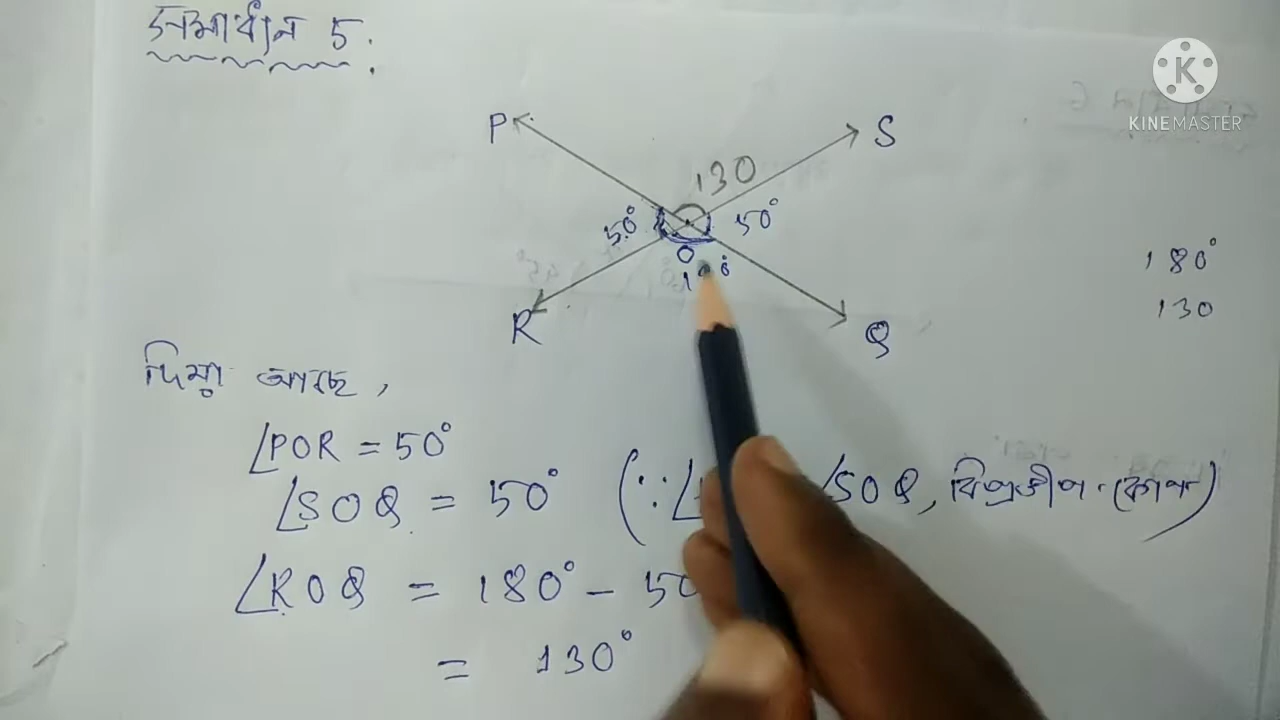 সমাধান 5.
KINEMASTER
P
S
130
50°
50°
O
R
Q
180°
130
দিয়া আছে,
∠POR = 50°
∠SOQ = 50° (∵∠ ∠SOQ, বিপ্রতীপ কোণ)
∠ROQ = 180° - 50
= 130°